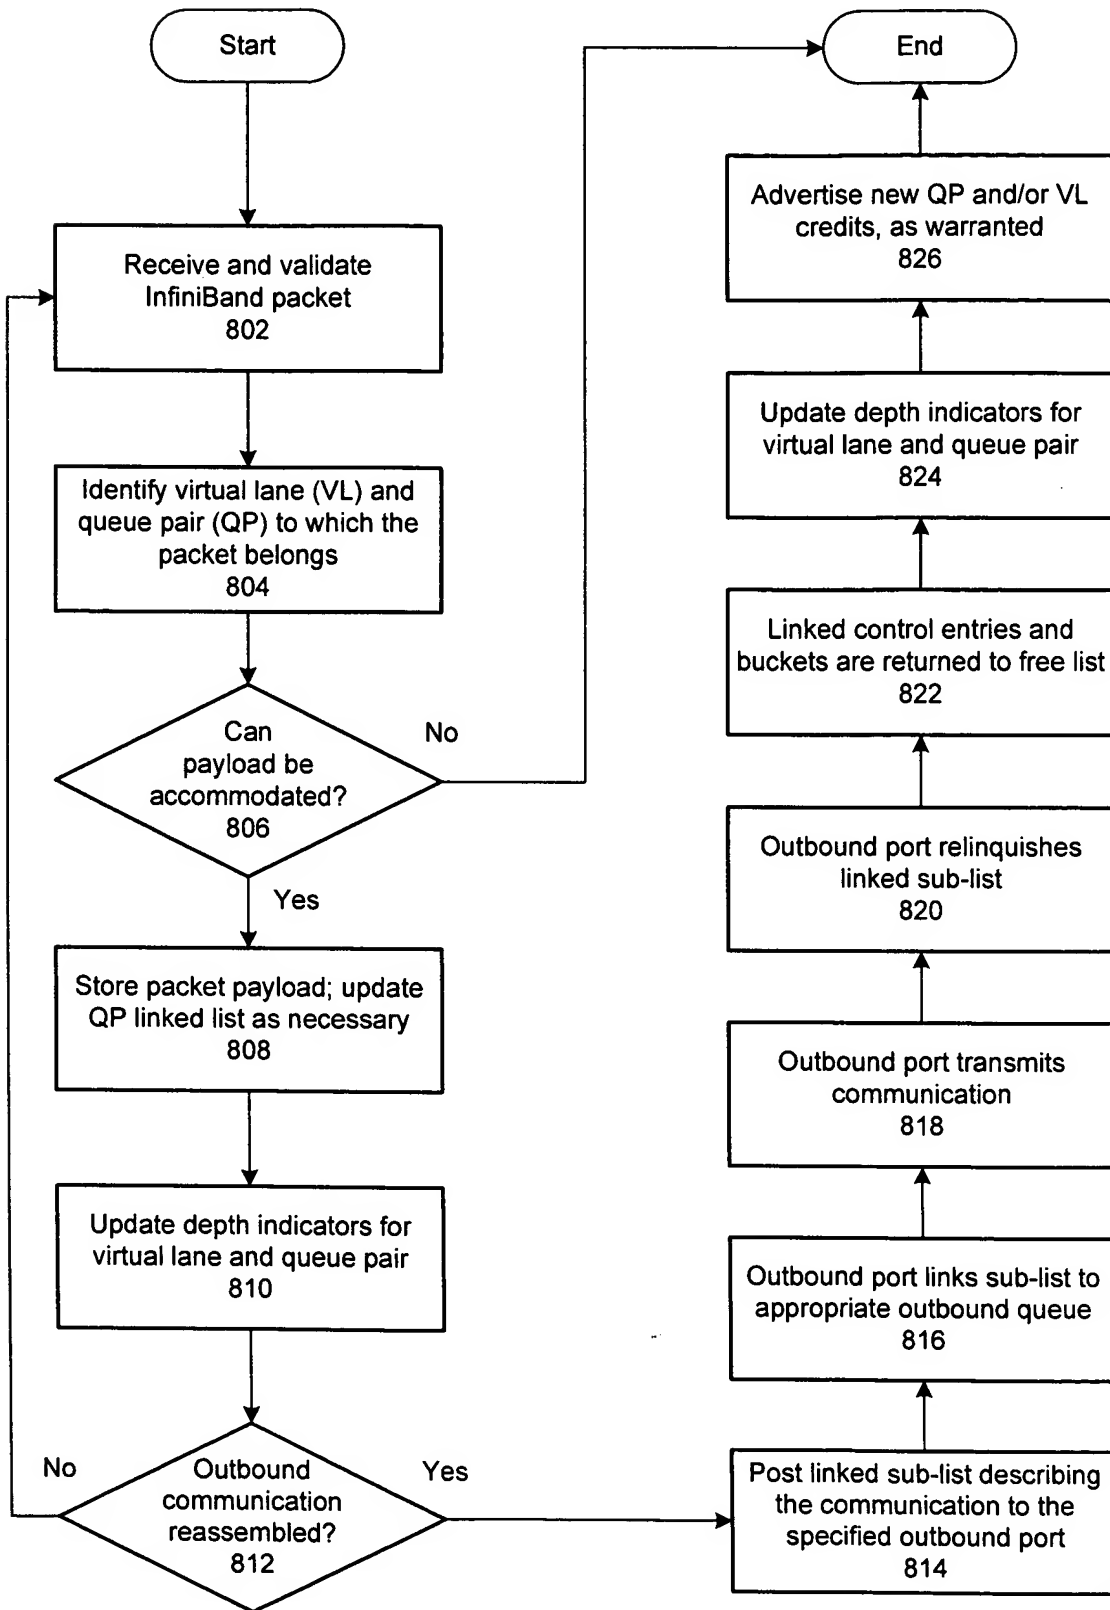 Start
Receive and validate
InfiniBand packet
802
Identify virtual lane (VL) and
queue pair (QP) to which the
packet belongs
804
Can
payload be
accommodated?
806
No
Yes
Store packet payload; update
QP linked list as necessary
808
Update depth indicators for
virtual lane and queue pair
810
Outbound
communication
reassembled?
812
No
Yes
End
Advertise new QP and/or VL
credits, as warranted
826
Update depth indicators for
virtual lane and queue pair
824
Linked control entries and
buckets are returned to free list
822
Outbound port relinquishes
linked sub-list
820
Outbound port transmits
communication
818
Outbound port links sub-list to
appropriate outbound queue
816
Post linked sub-list describing
the communication to the
specified outbound port
814